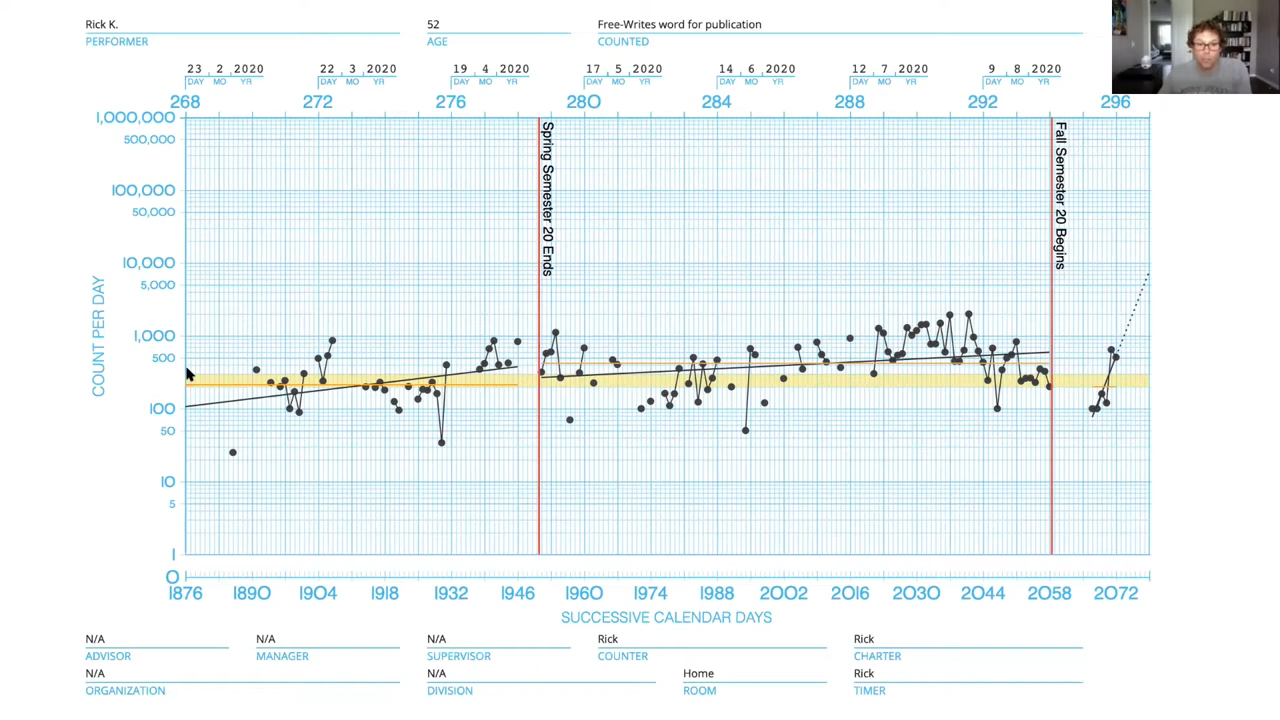 Rick K.
52
Free-Writes word for publication
PERFORMER
AGE
COUNTED
23 2 2020
22 3 2020
19 4 2020
17 5 2020
14 6 2020
12 7 2020
9 8 2020
DAY MO YR
DAY MO YR
DAY MO YR
DAY MO YR
DAY MO YR
DAY MO YR
DAY MO YR
268 272 276 280 284 288 292 296
1,000,000
500,000
100,000
50,000
10,000
5,000
1,000
500
100
50
10
5
1
0
COUNT PER DAY
Spring Semester 20 Ends
Fall Semester 20 Begins
1876 1890 1904 1918 1932 1946 1960 1974 1988 2002 2016 2030 2044 2058 2072
SUCCESSIVE CALENDAR DAYS
N/A
N/A
N/A
Rick
Rick
ADVISOR
MANAGER
SUPERVISOR
COUNTER
CHARTER
N/A
N/A
Home
Rick
ORGANIZATION
DIVISION
ROOM
TIMER